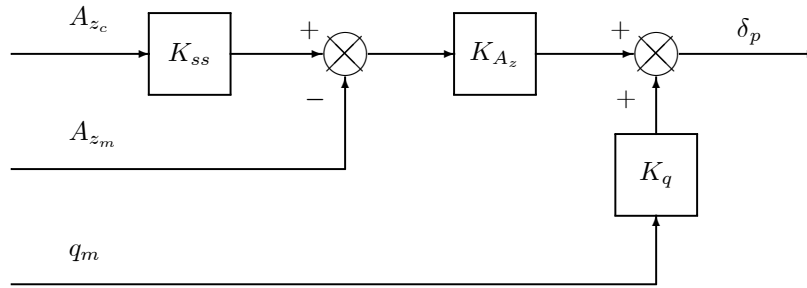 A_{z_c}
K_{ss}
+
−
K_{A_z}
+
+
δ_p
A_{z_m}
K_q
q_m